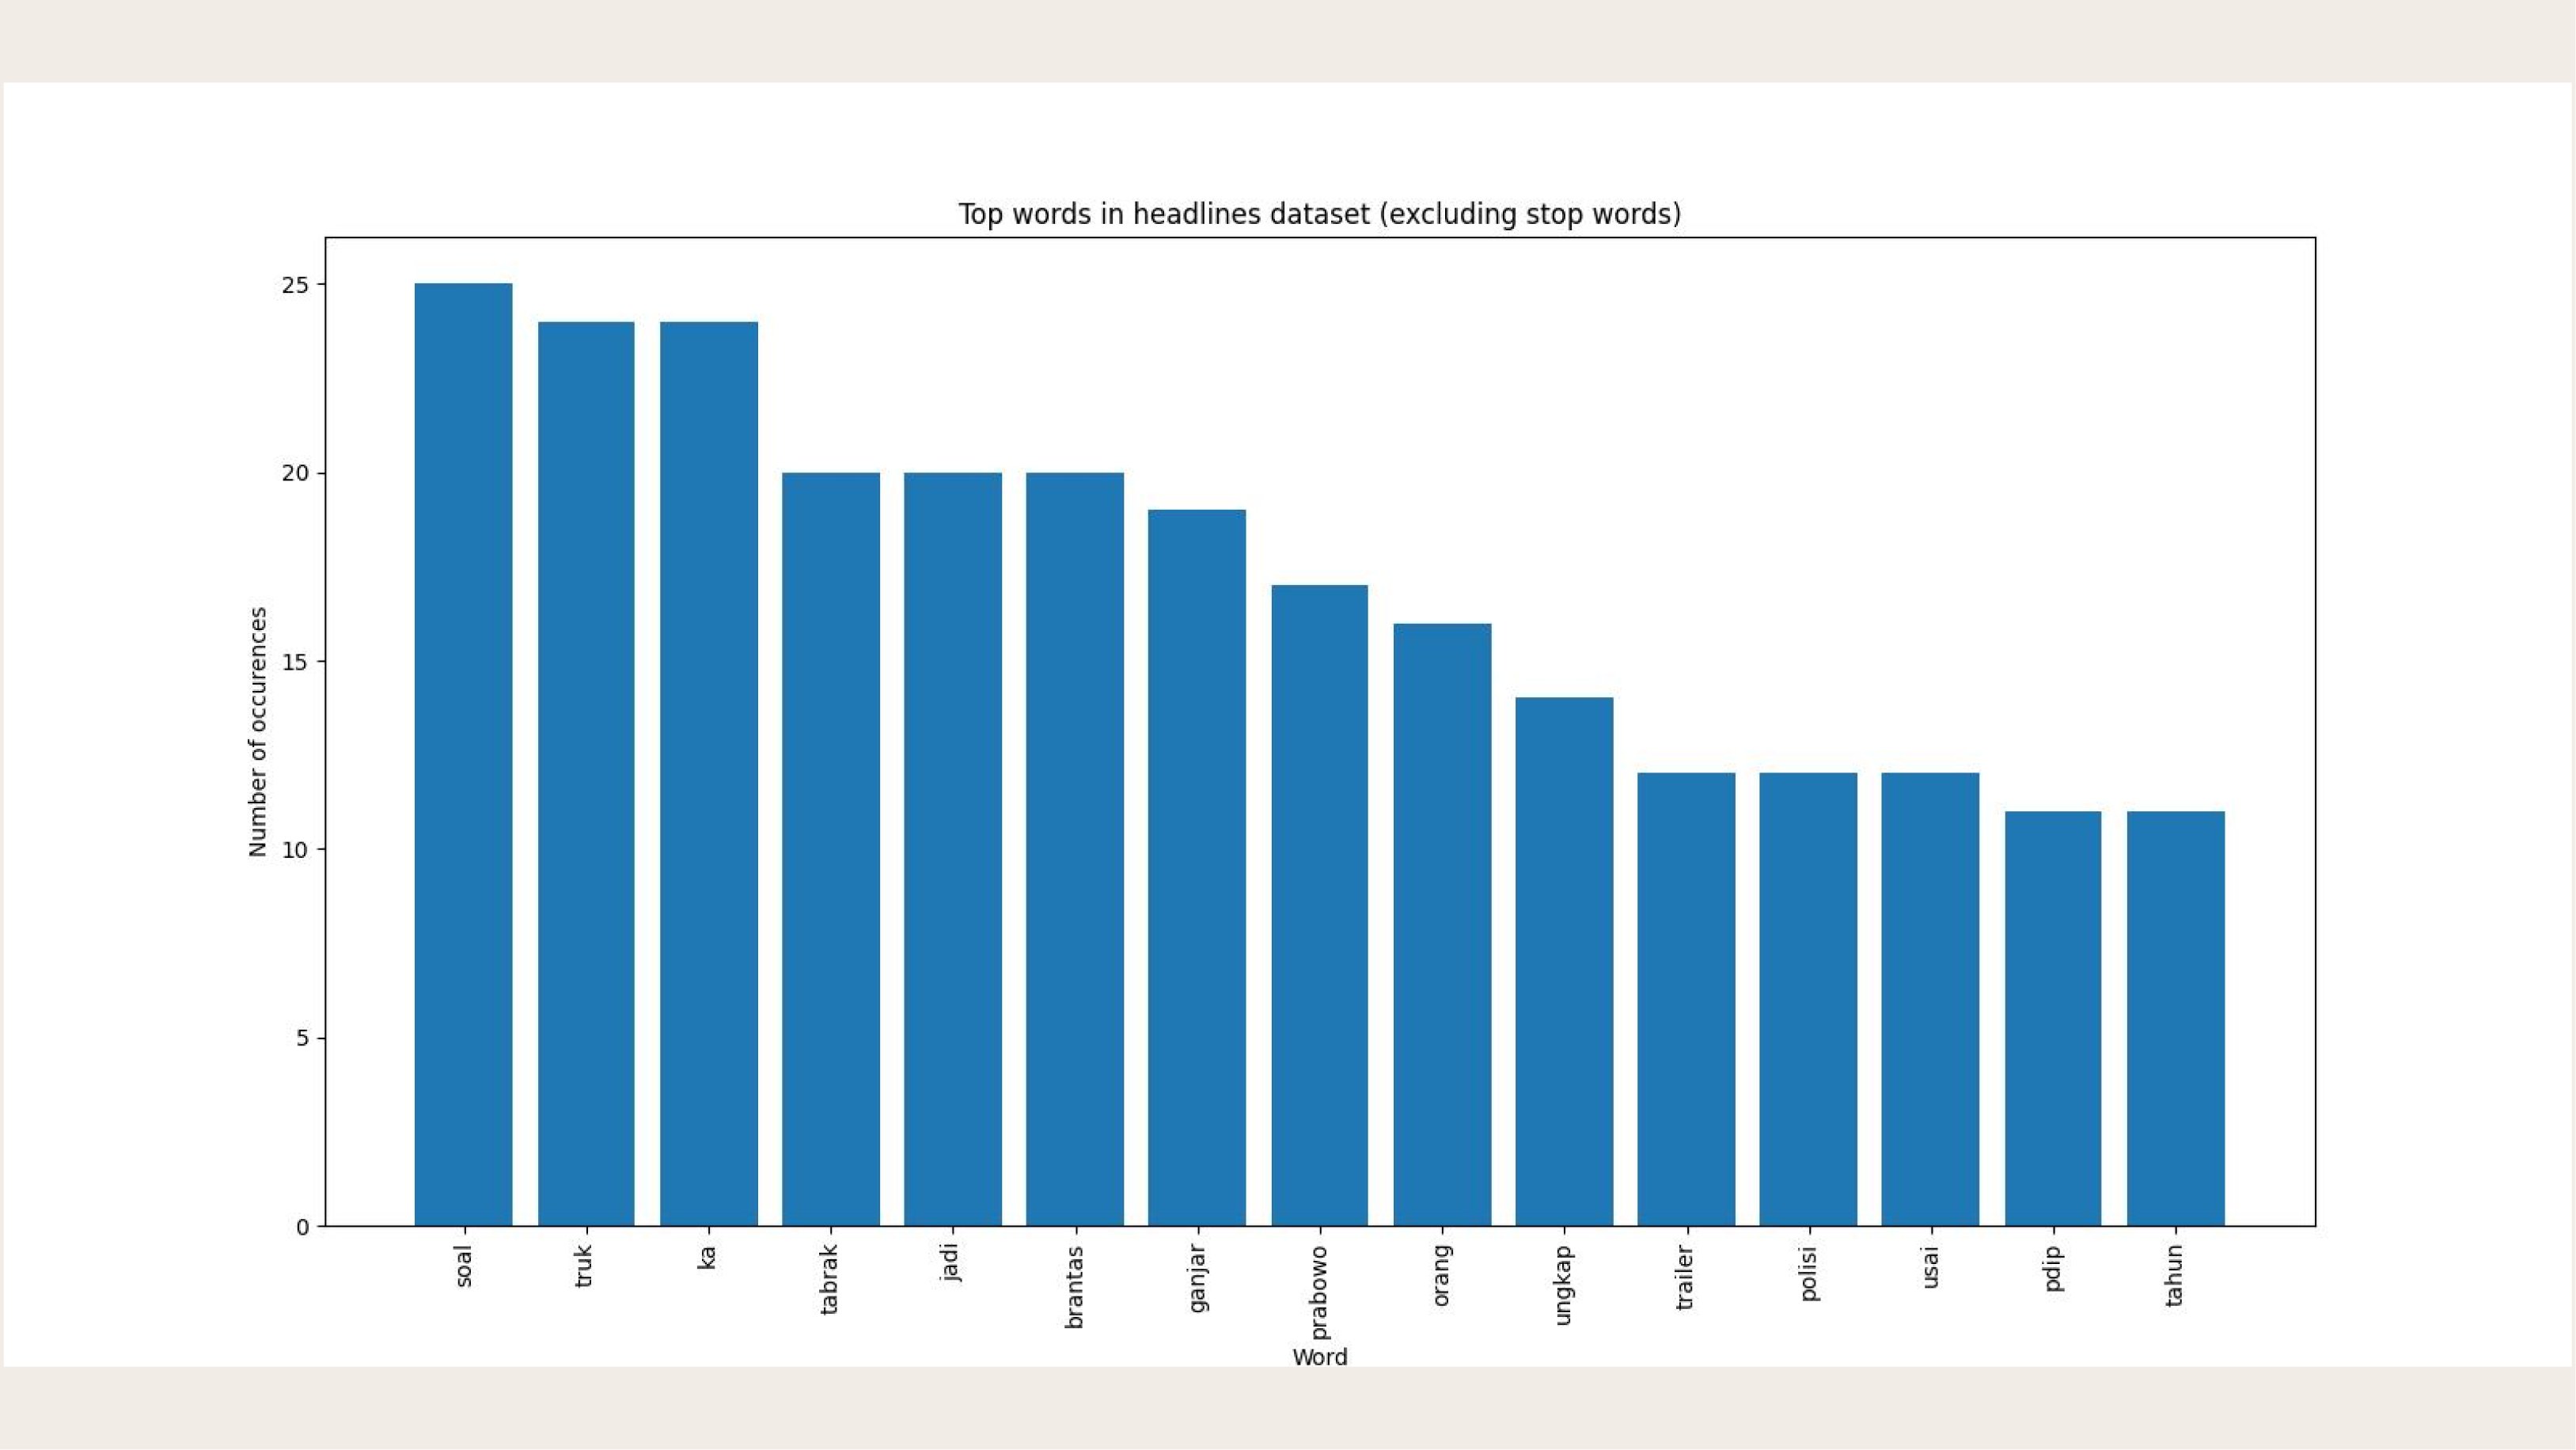 Top words in headlines dataset (excluding stop words)
Number of occurences
25
20
15
10
5
0
soal
truk
ka
tabrak
jadi
brantas
ganjar
prabowo
orang
ungkap
trailer
polisi
usai
pdip
tahun
Word